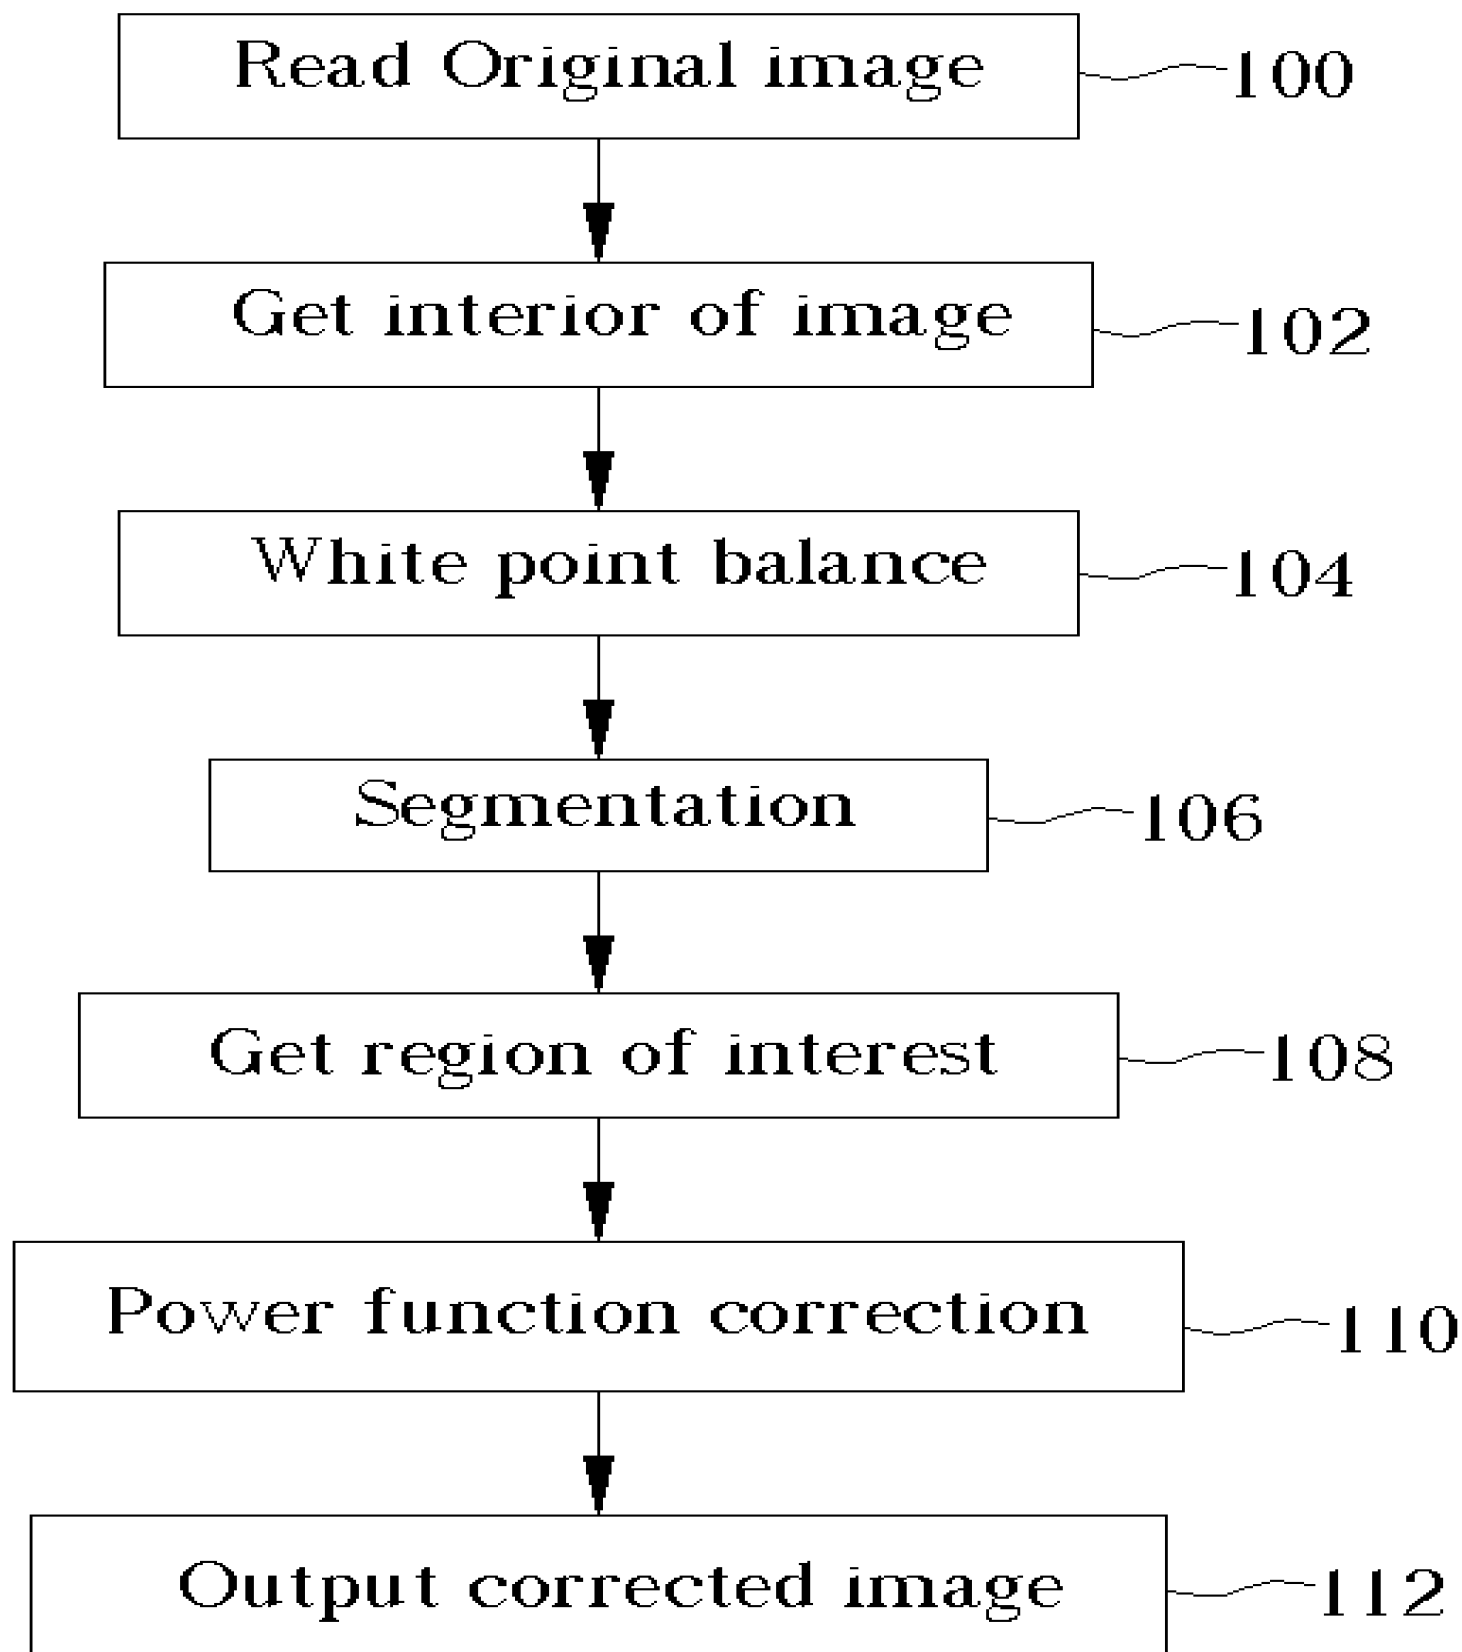 Read Original image 100
Get interior of image 102
White point balance 104
Segmentation 106
Get region of interest 108
Power function correction 110
Output corrected image 112